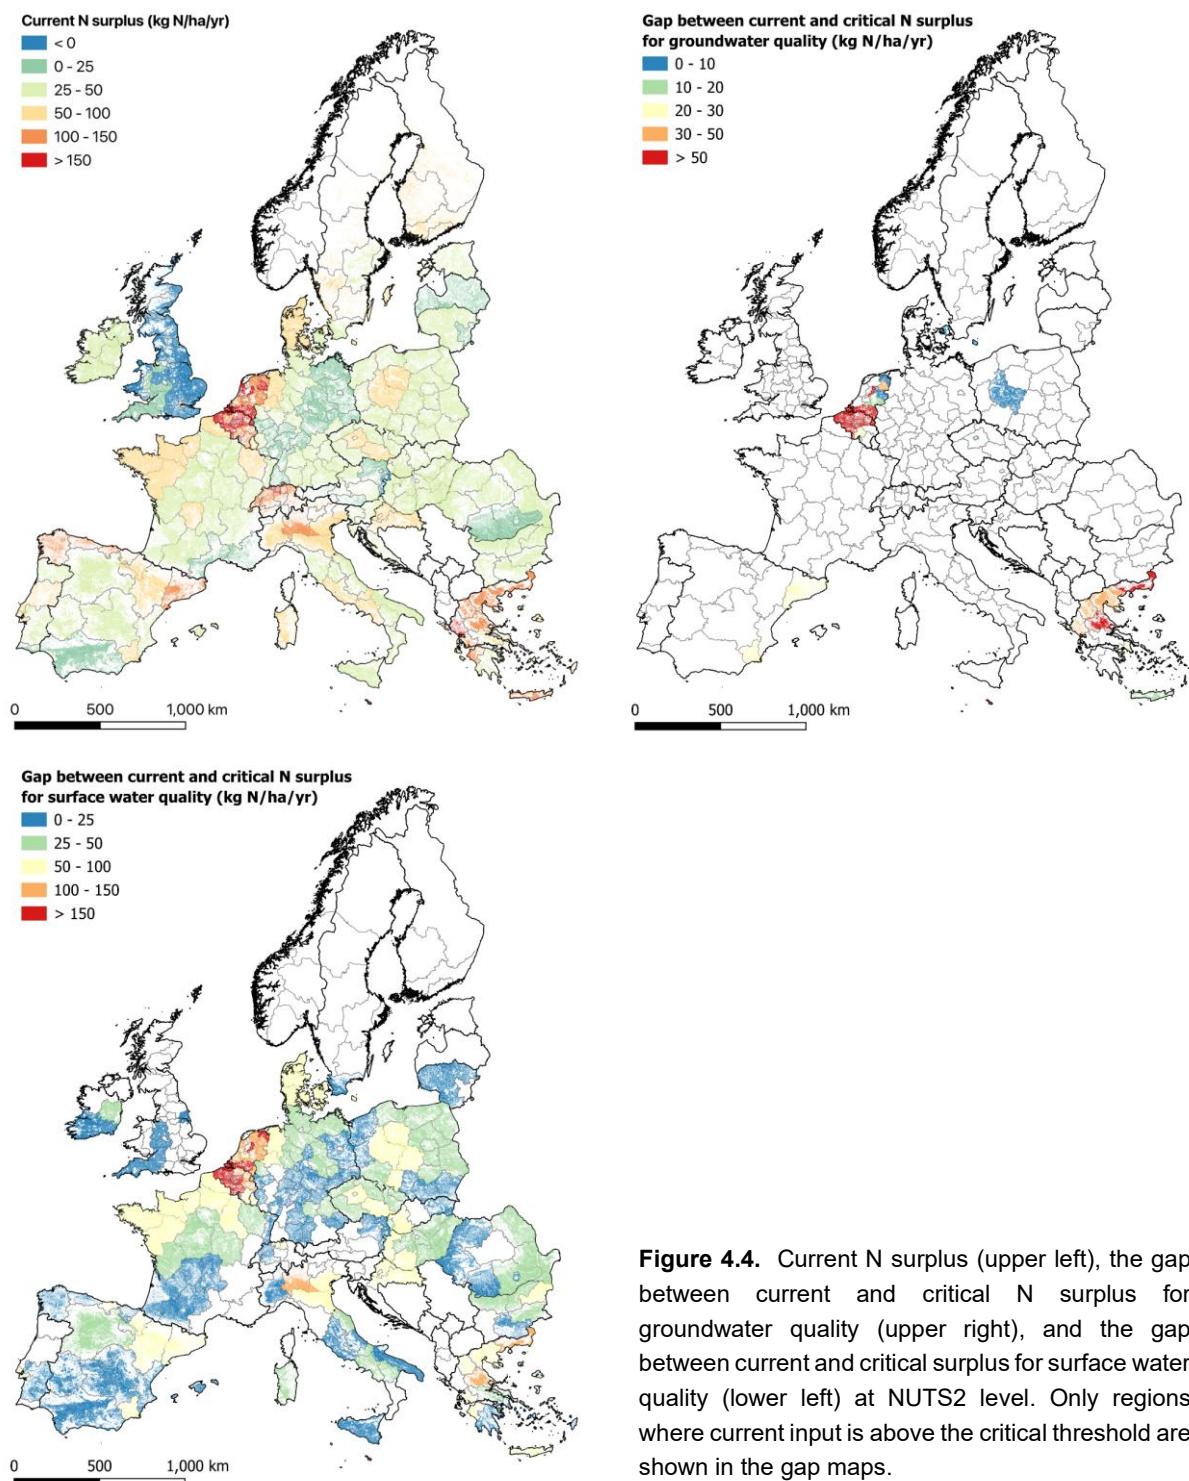 Current N surplus (kg N/ha/yr)
< 0
0 - 25
25 - 50
50 - 100
100 - 150
> 150
0 500 1,000 km
Gap between current and critical N surplus
for groundwater quality (kg N/ha/yr)
0 - 10
10 - 20
20 - 30
30 - 50
> 50
0 500 1,000 km
Gap between current and critical N surplus
for surface water quality (kg N/ha/yr)
0 - 25
25 - 50
50 - 100
100 - 150
> 150
0 500 1,000 km
Figure 4.4. Current N surplus (upper left), the gap
between current and critical N surplus for
groundwater quality (upper right), and the gap
between current and critical surplus for surface water
quality (lower left) at NUTS2 level. Only regions
where current input is above the critical threshold are
shown in the gap maps.